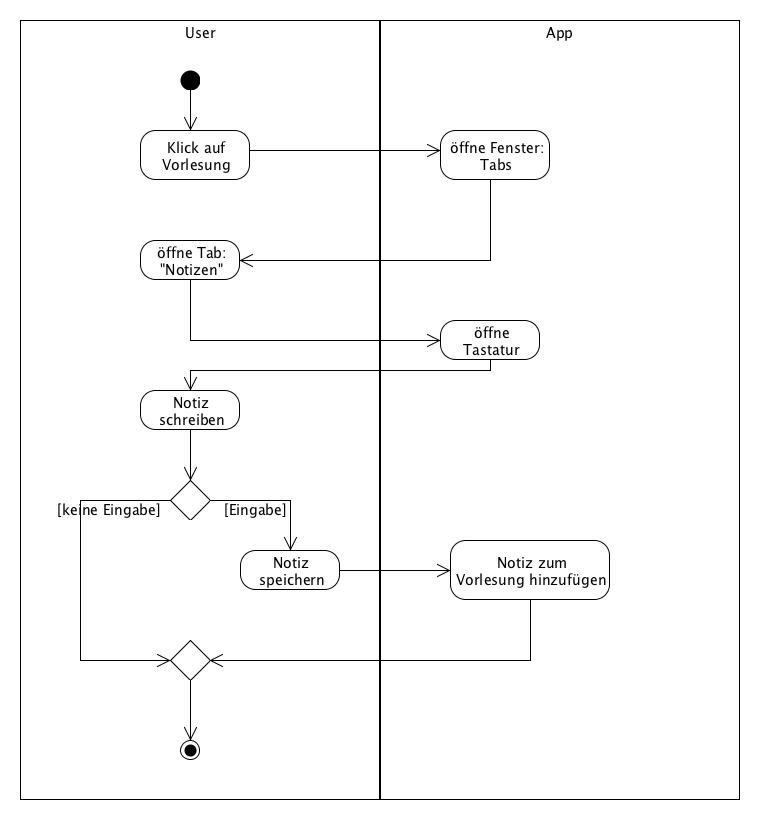 User
App
Klick auf
Vorlesung
öffne Fenster:
Tabs
öffne Tab:
"Notizen"
öffne
Tastatur
Notiz
schreiben
[keine Eingabe]
[Eingabe]
Notiz
speichern
Notiz zum
Vorlesung hinzufügen